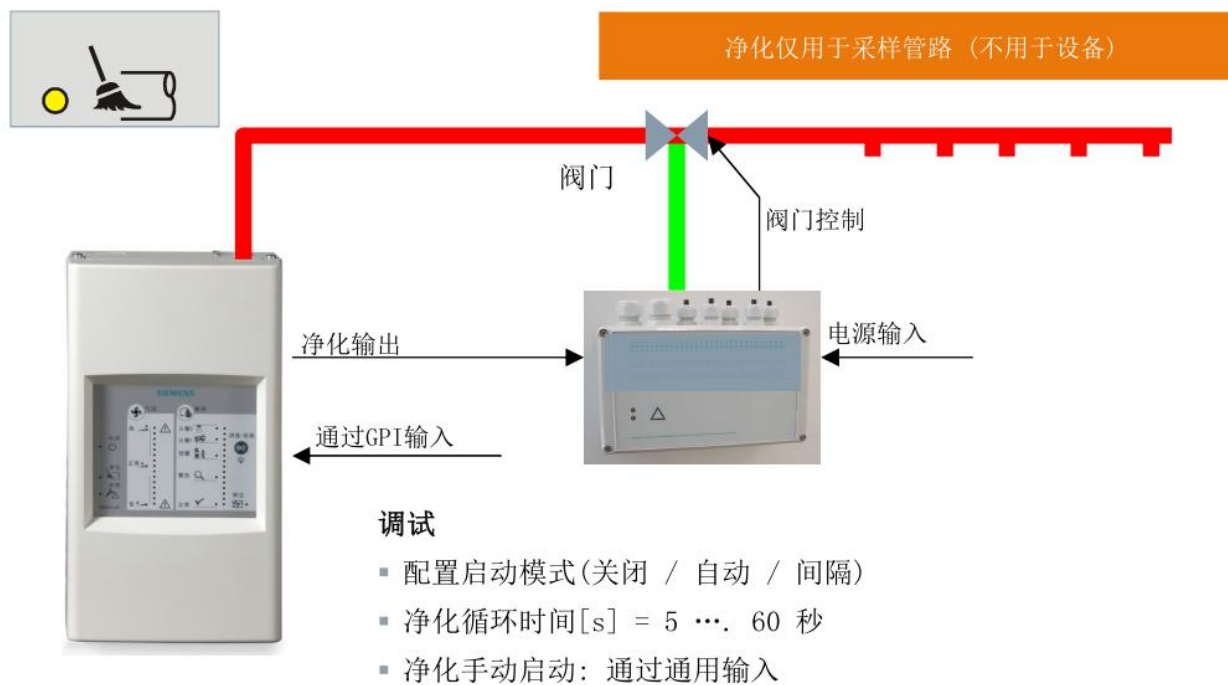 净化仅用于采样管路 (不用于设备)
阀门
阀门控制
净化输出
电源输入
通过GPI输入
SIEMENS
调试
▪ 配置启动模式(关闭 / 自动 / 间隔)
▪ 净化循环时间[s] = 5 …. 60 秒
▪ 净化手动启动: 通过通用输入